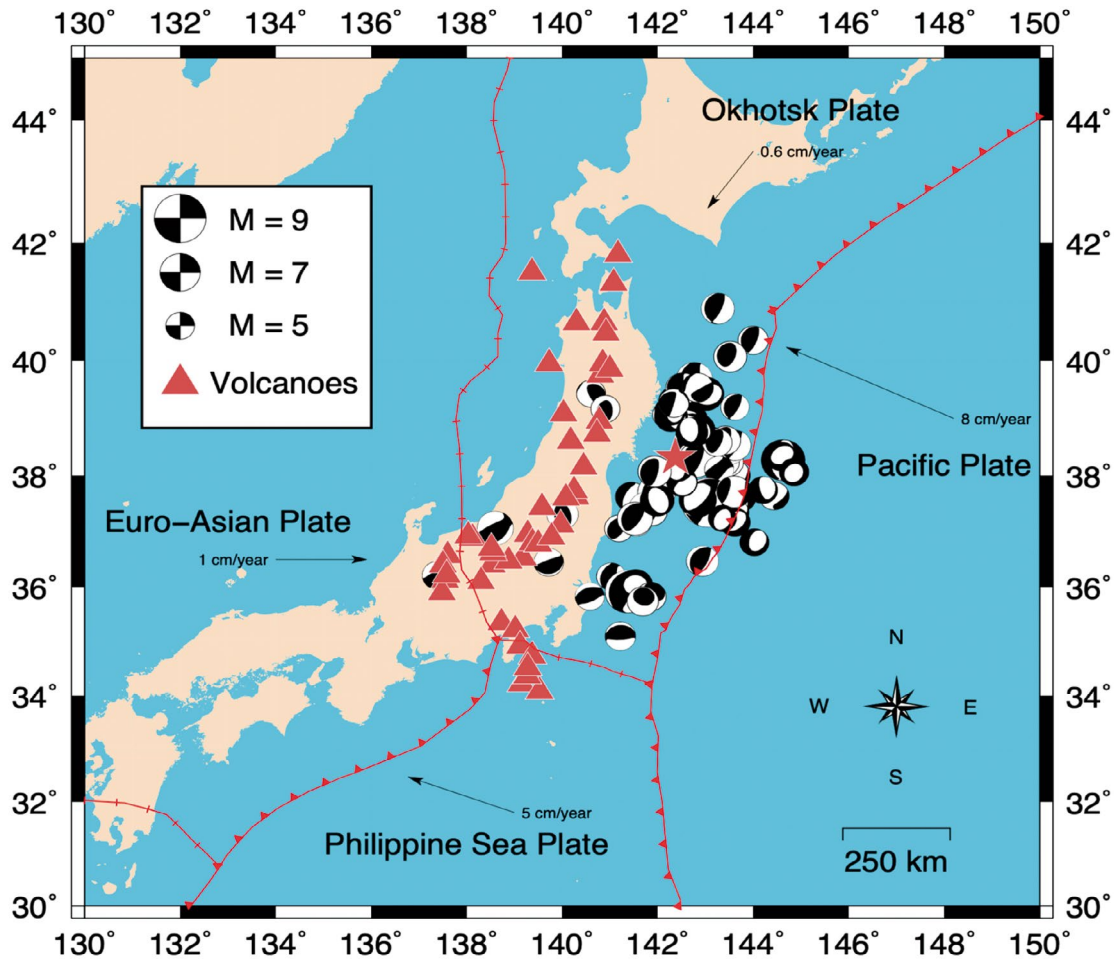 130° 132° 134° 136° 138° 140° 142° 144° 146° 148° 150°
44° 44°
Okhotsk Plate
0.6 cm/year
M = 9
M = 7
M = 5
Volcanoes
42° 42°
40° 40°
8 cm/year
Pacific Plate
38° 38°
Euro-Asian Plate
1 cm/year
36° 36°
N
W E
S
34° 34°
32° 32°
5 cm/year
Philippine Sea Plate
250 km
30° 30°
130° 132° 134° 136° 138° 140° 142° 144° 146° 148° 150°